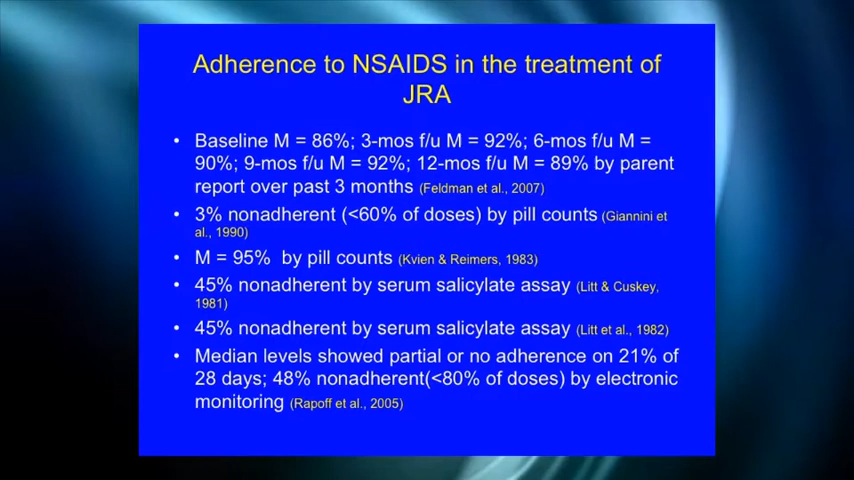 Adherence to NSAIDS in the treatment of
JRA
• Baseline M = 86%; 3-mos f/u M = 92%; 6-mos f/u M =
90%; 9-mos f/u M = 92%; 12-mos f/u M = 89% by parent
report over past 3 months (Feldman et al., 2007)
• 3% nonadherent (<60% of doses) by pill counts (Giannini et
al., 1990)
• M = 95% by pill counts (Kvien & Reimers, 1983)
• 45% nonadherent by serum salicylate assay (Litt & Cuskey,
1981)
• 45% nonadherent by serum salicylate assay (Litt et al., 1982)
• Median levels showed partial or no adherence on 21% of
28 days; 48% nonadherent(<80% of doses) by electronic
monitoring (Rapoff et al., 2005)